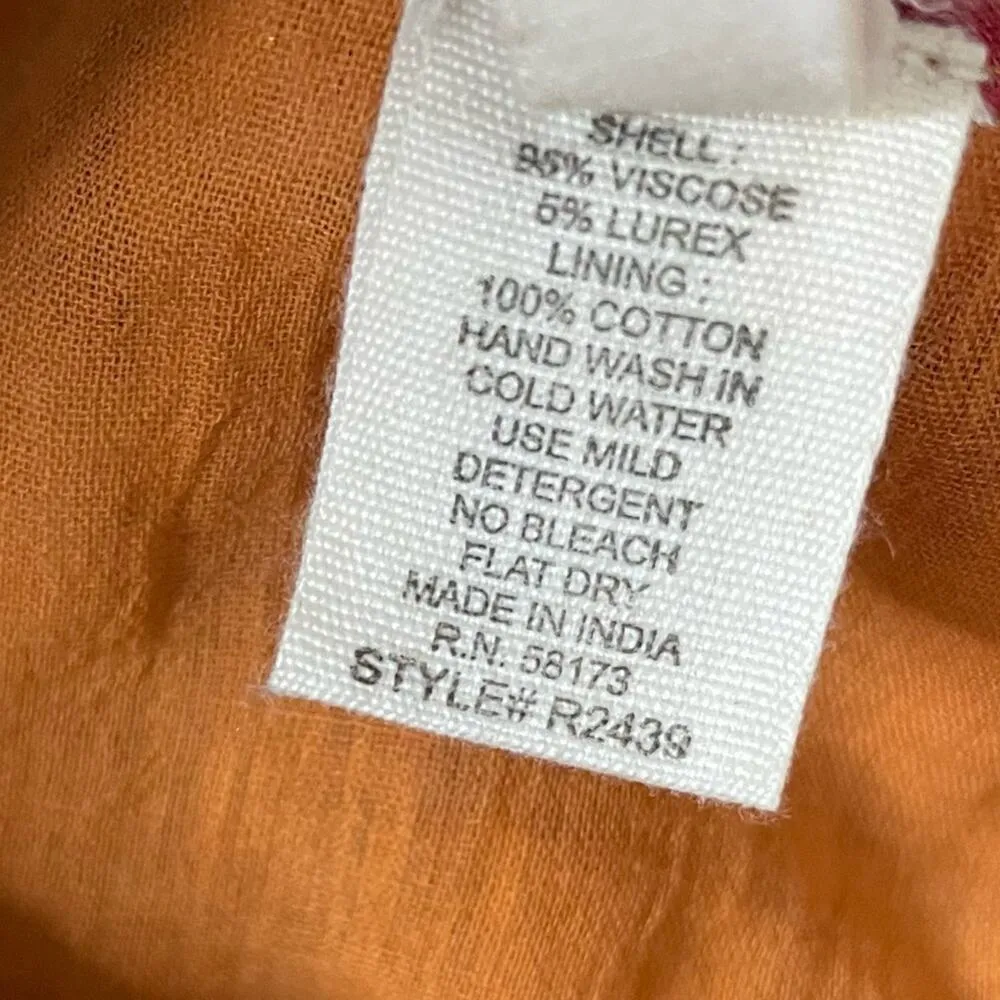 SHELL :
95% VISCOSE
5% LUREX
LINING :
100% COTTON
HAND WASH IN
COLD WATER
USE MILD
DETERGENT
NO BLEACH
FLAT DRY
MADE IN INDIA
R.N. 58173
STYLE# R2439